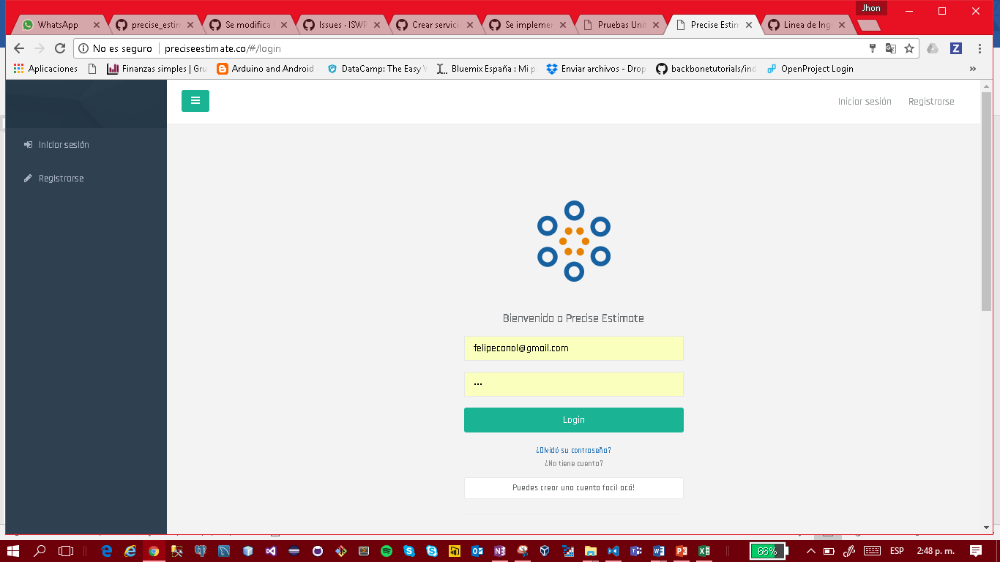 Jhon
WhatsApp
precise_estim
Se modifica
Issues · ISWP
Crear servici
Se implemen
Pruebas Unit
Precise Estim
Linea de Ing
No es seguro
preciseestimate.co/#/login
Aplicaciones
Finanzas simples | Gru
Arduino and Android
DataCamp: The Easy
Bluemix España : Mi p
Enviar archivos - Drop
backbonetutorials/ind
OpenProject Login
»
Iniciar sesión
Registrarse
Iniciar sesión
Registrarse
Bienvenido a Precise Estimate
felipecanol@gmail.com
Login
¿Olvidó su contraseña?
¿No tiene cuenta?
Puedes crear una cuenta facil acá!
66%
ESP
2:48 p. m.